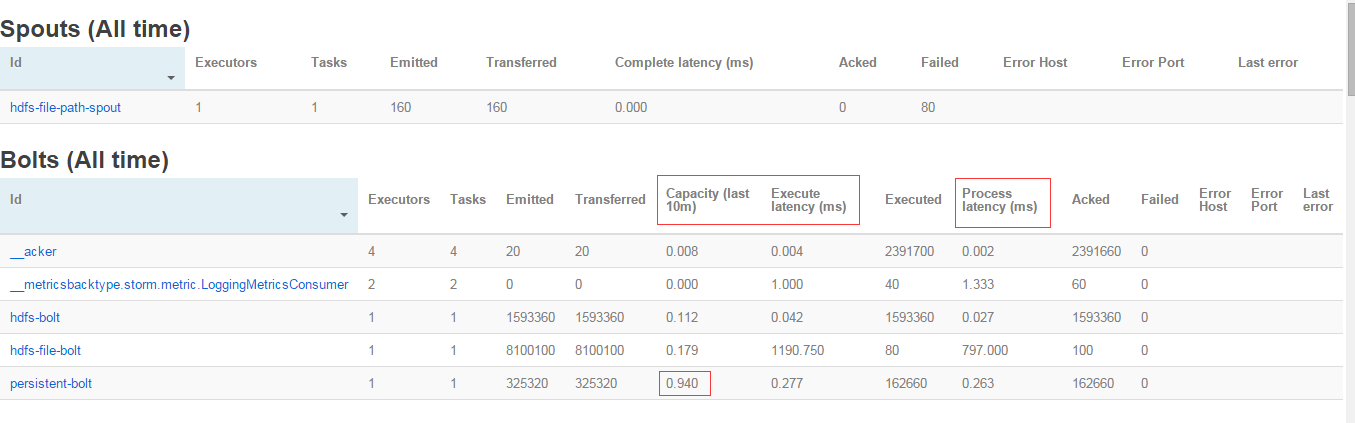 Spouts (All time)
Id Executors Tasks Emitted Transferred Complete latency (ms) Acked Failed Error Host Error Port Last error
hdfs-file-path-spout 1 1 160 160 0.000 0 80
Bolts (All time)
Id Executors Tasks Emitted Transferred Capacity (last 10m) Execute latency (ms) Executed Process latency (ms) Acked Failed Error Host Error Port Last error
__acker 4 4 20 20 0.008 0.004 2391700 0.002 2391660 0
__metricsbacktype.storm.metric.LoggingMetricsConsumer 2 2 0 0 0.000 1.000 40 1.333 60 0
hdfs-bolt 1 1 1593360 1593360 0.112 0.042 1593360 0.027 1593360 0
hdfs-file-bolt 1 1 8100100 8100100 0.179 1190.750 80 797.000 100 0
persistent-bolt 1 1 325320 325320 0.940 0.277 162660 0.263 162660 0